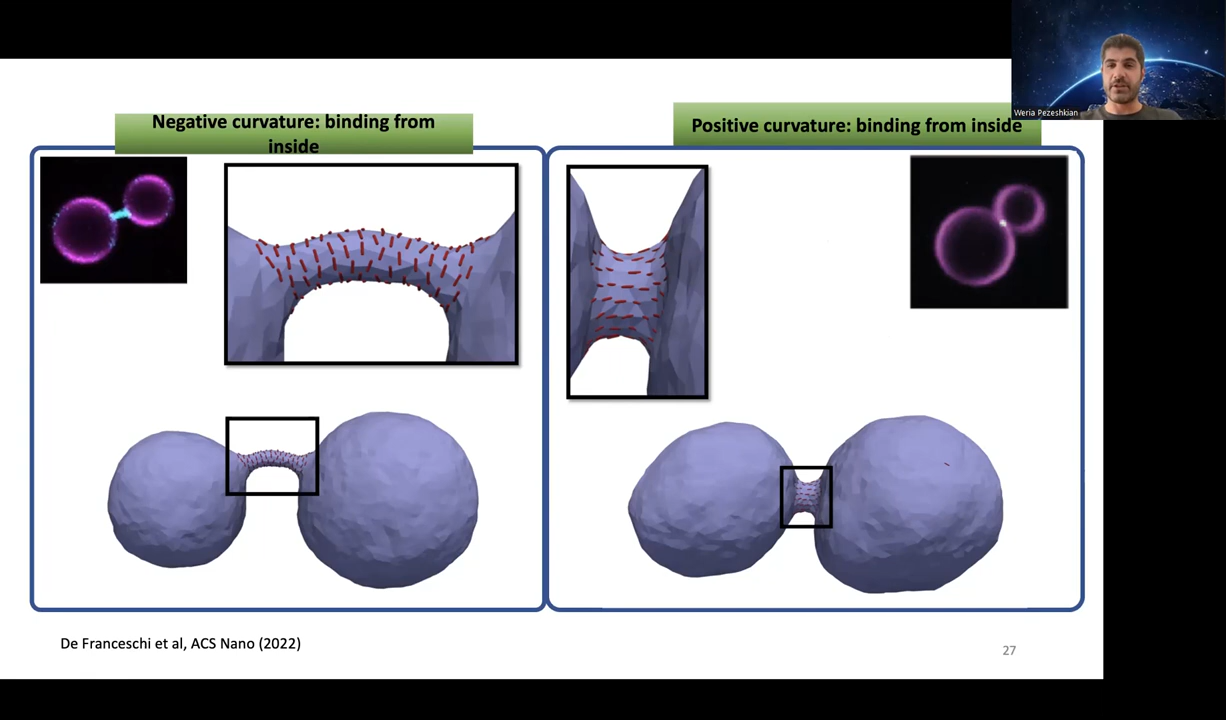 Weria Pezeshkian
Negative curvature: binding from
inside
Positive curvature: binding from inside
De Franceschi et al, ACS Nano (2022)
27